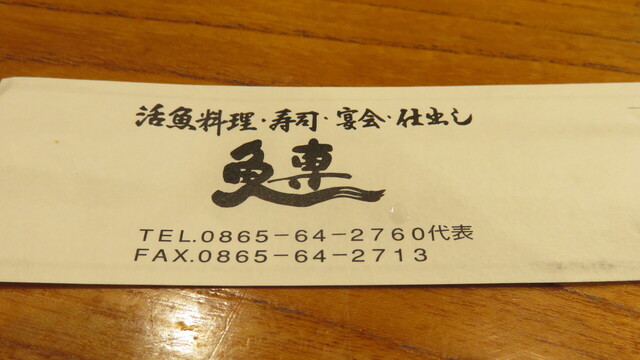 活魚料理・寿司・宴会・仕出し
魚専
TEL.0865-64-2760代表
FAX.0865-64-2713